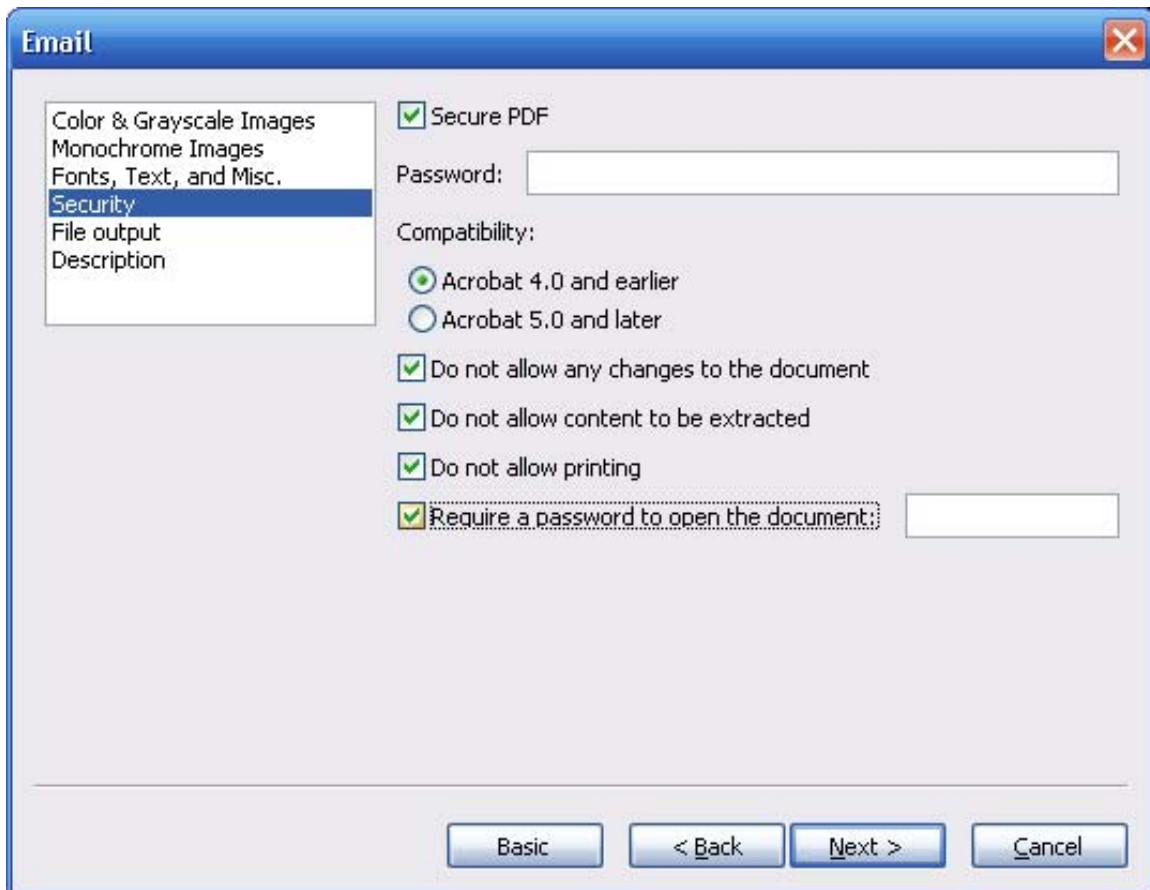 Email
Color & Grayscale Images
Monochrome Images
Fonts, Text, and Misc.
Security
File output
Description
Secure PDF
Password:
Compatibility:
Acrobat 4.0 and earlier
Acrobat 5.0 and later
Do not allow any changes to the document
Do not allow content to be extracted
Do not allow printing
Require a password to open the document:
Basic
< Back
Next >
Cancel